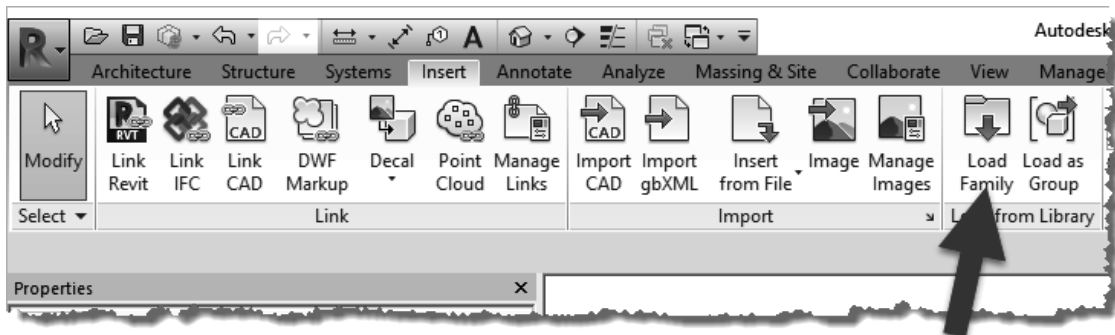 R
A
Autodesk
Architecture Structure Systems Insert Annotate Analyze Massing & Site Collaborate View Manage
RVT CAD CAD
Modify Link Link Link DWF Decal Point Manage Import Import Insert Image Manage Load Load as
Revit IFC CAD Markup Cloud Links CAD gbXML from File Images Family Group
Select Link Import from Library
Properties